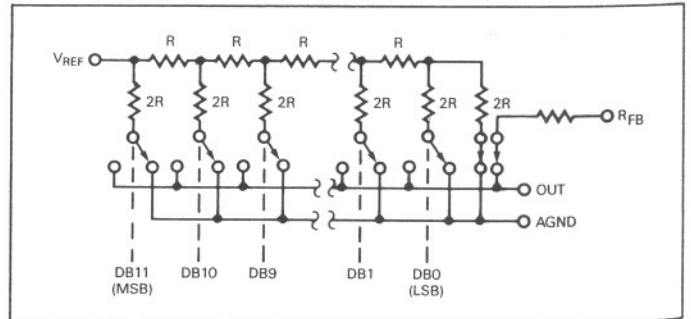 R R R R
VREF
2R 2R 2R 2R 2R 2R
RFB
OUT
AGND
DB11 DB10 DB9 DB1 DB0
(MSB) (LSB)